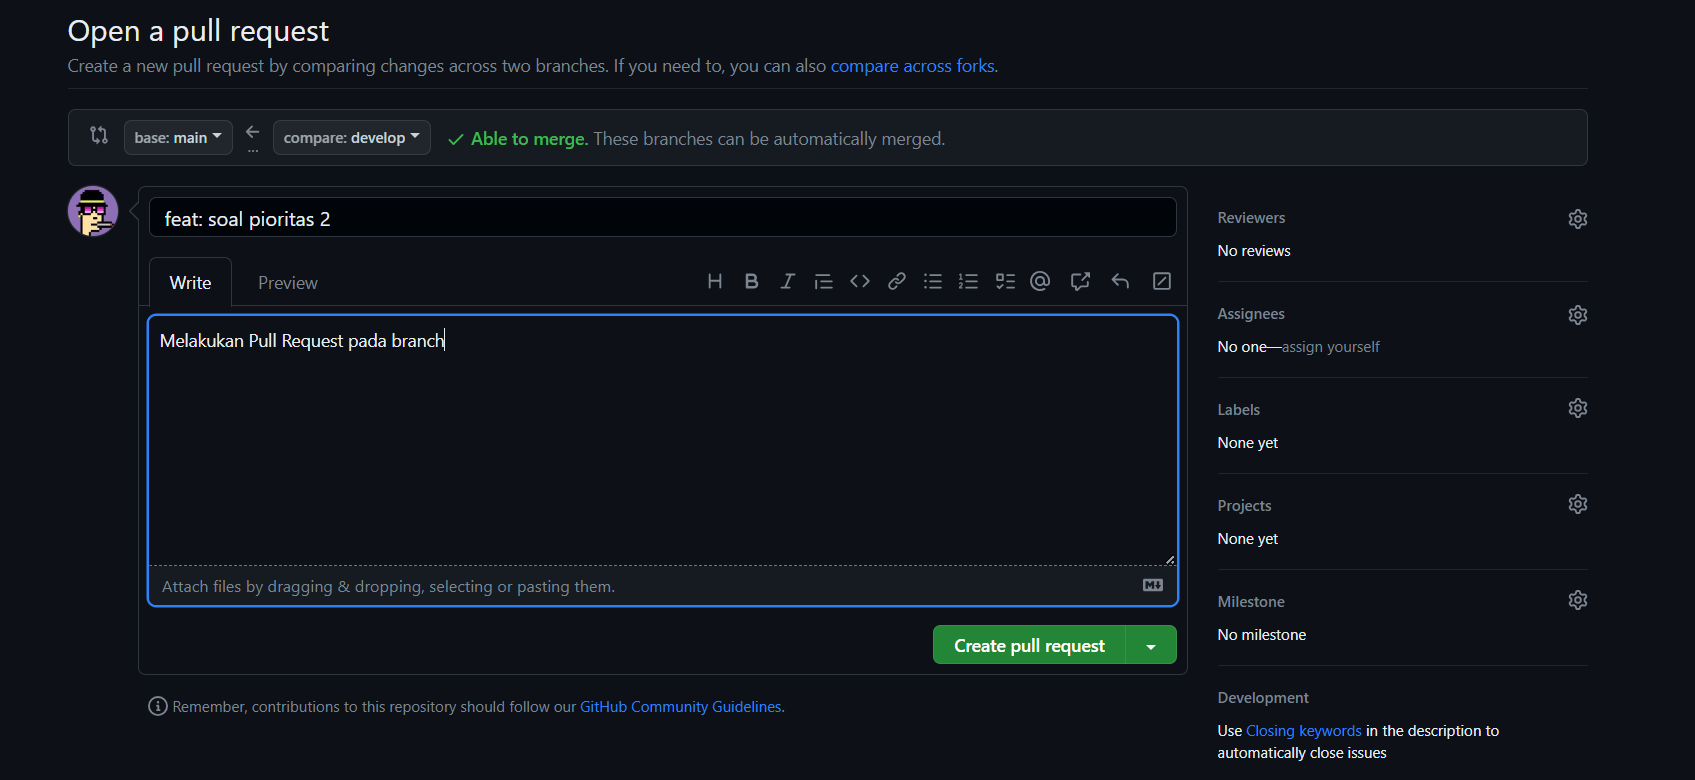 Open a pull request
Create a new pull request by comparing changes across two branches. If you need to, you can also compare across forks.
base: main
...
compare: develop
Able to merge. These branches can be automatically merged.
feat: soal pioritas 2
Write
Preview
Melakukan Pull Request pada branch
Attach files by dragging & dropping, selecting or pasting them.
Create pull request
Remember, contributions to this repository should follow our GitHub Community Guidelines.
Reviewers
No reviews
Assignees
No one—assign yourself
Labels
None yet
Projects
None yet
Milestone
No milestone
Development
Use Closing keywords in the description to
automatically close issues